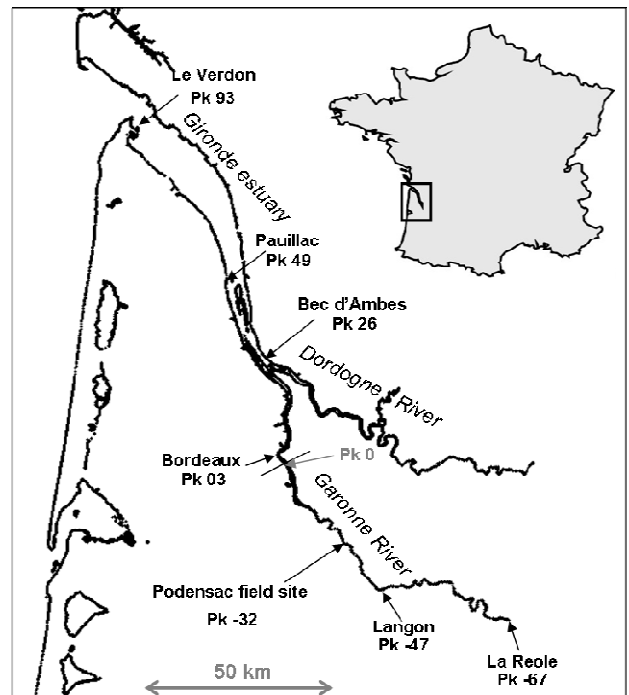 Le Verdon
Pk 93
Gironde estuary
Pauillac
Pk 49
Bec d'Ambes
Pk 26
Dordogne River
Bordeaux
Pk 03
Pk 0
Garonne River
Podensac field site
Pk -32
Langon
Pk -47
La Reole
Pk -67
50 km